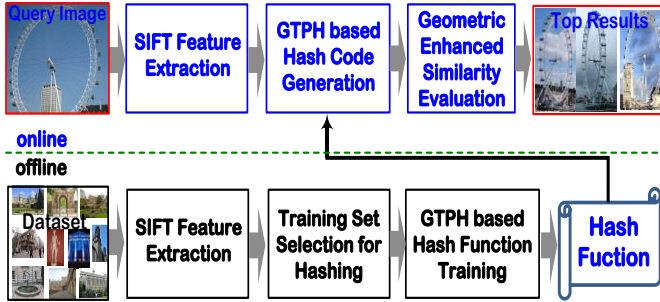 Query Image
SIFT Feature
Extraction
GTPH based
Hash Code
Generation
Geometric
Enhanced
Similarity
Evaluation
Top Results
online
offline
Dataset
SIFT Feature
Extraction
Training Set
Selection for
Hashing
GTPH based
Hash Function
Training
Hash
Fuction